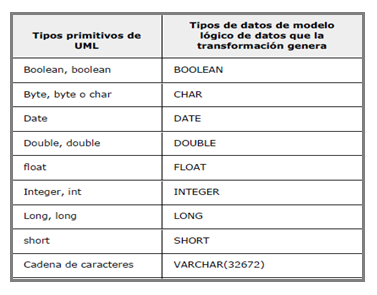 Tipos primitivos de UML
Tipos de datos de modelo lógico de datos que la transformación genera
Boolean, boolean BOOLEAN
Byte, byte o char CHAR
Date DATE
Double, double DOUBLE
float FLOAT
Integer, int INTEGER
Long, long LONG
short SHORT
Cadena de caracteres VARCHAR(32672)